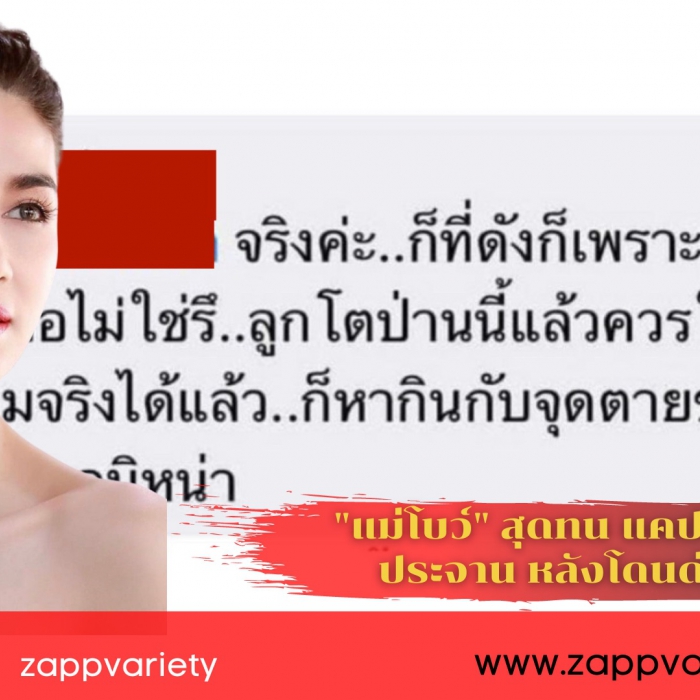 จริงค่ะ..ก็ที่ดังก็เพราะ
อไม่ใช่รึ..ลูกโตป่านนี้แล้วควร
มจริงได้แล้ว..ก็หากินกับจุดตาย
มิหน่า
"แม่โบว์" สุดทน แคป
ประจาน หลังโดนด่
zappvariety
www.zappva